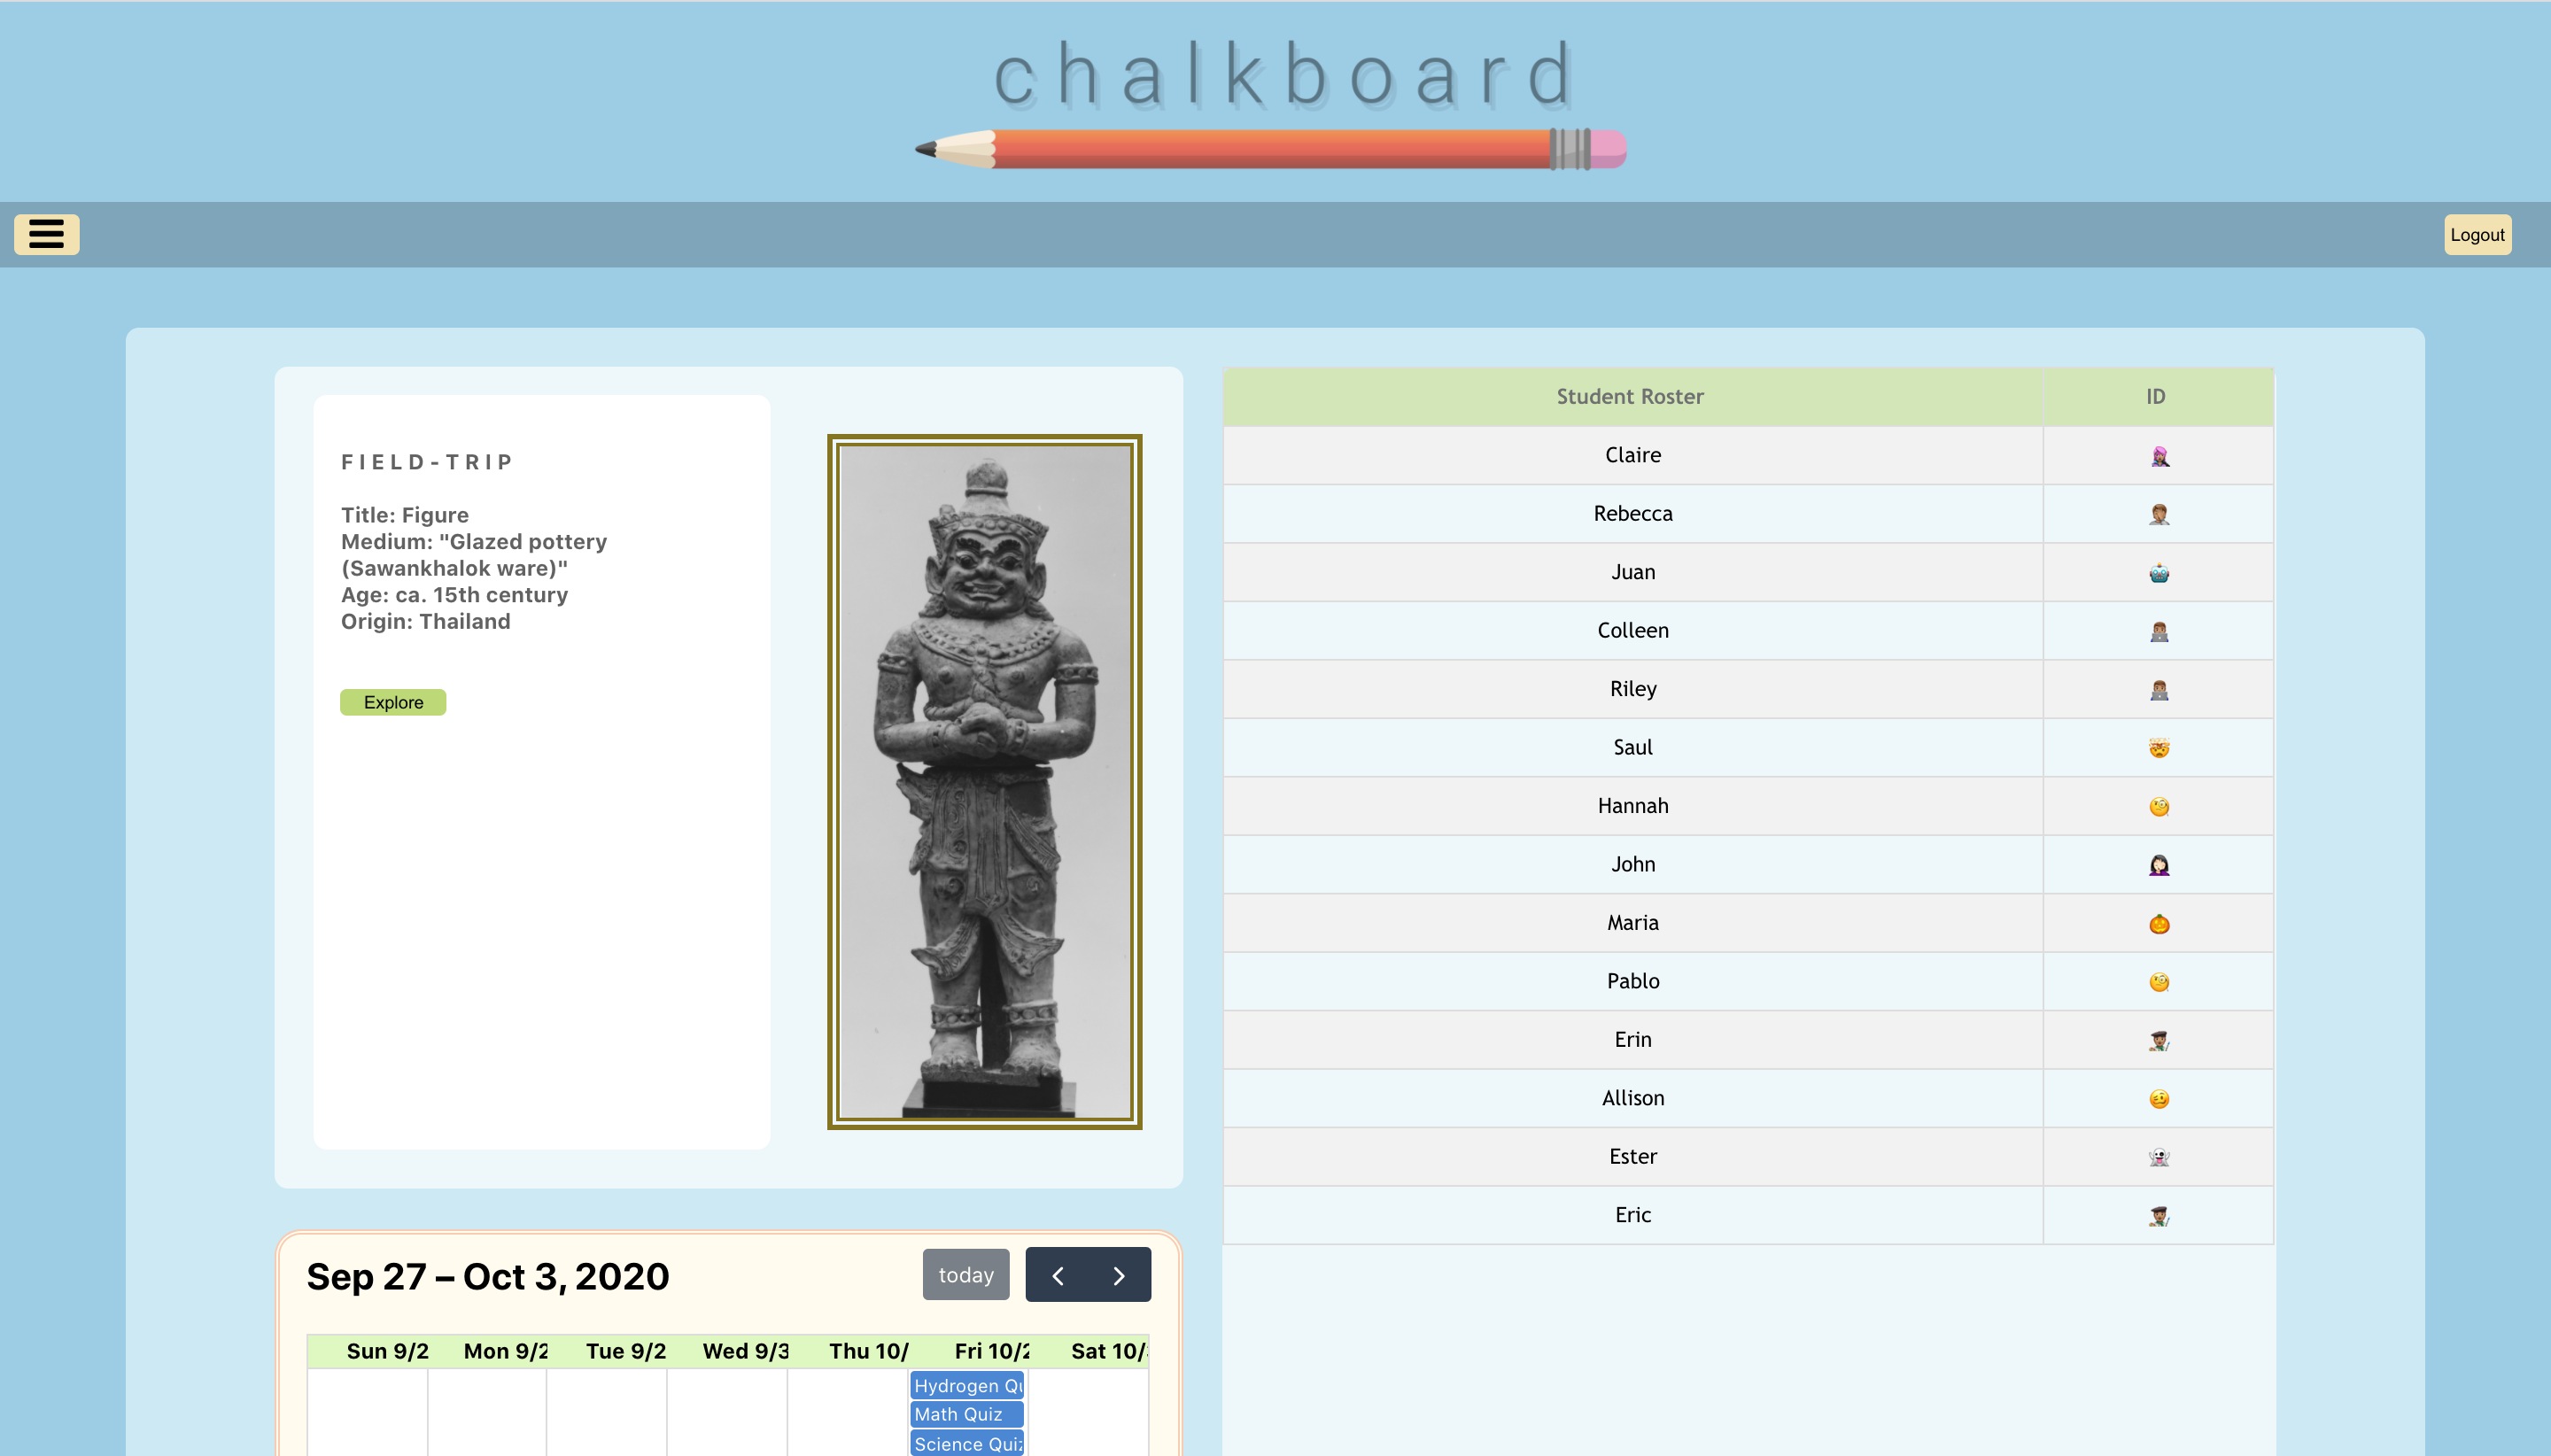 chalkboard
Logout
FIELD-TRIP
Title: Figure
Medium: "Glazed pottery
(Sawankhalok ware)"
Age: ca. 15th century
Origin: Thailand
Explore
Student Roster ID
Claire
Rebecca
Juan
Colleen
Riley
Saul
Hannah
John
Maria
Pablo
Erin
Allison
Ester
Eric
Sep 27 – Oct 3, 2020
today
Sun 9/2 Mon 9/2 Tue 9/2 Wed 9/3 Thu 10/ Fri 10/2 Sat 10/
Hydrogen Qu
Math Quiz
Science Quiz